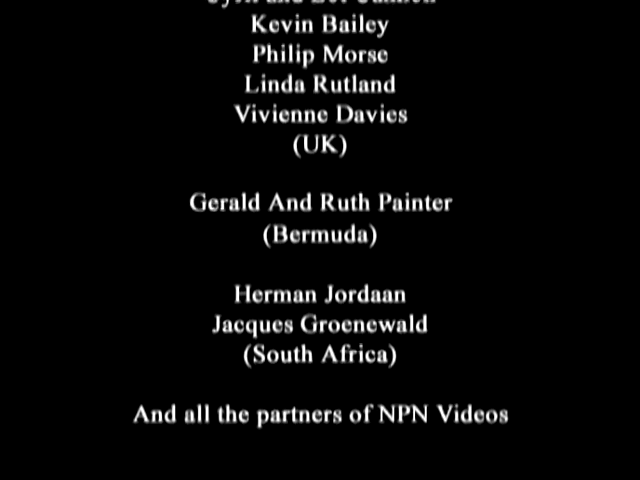 Kevin Bailey
Philip Morse
Linda Rutland
Vivienne Davies
(UK)
Gerald And Ruth Painter
(Bermuda)
Herman Jordaan
Jacques Groenewald
(South Africa)
And all the partners of NPN Videos